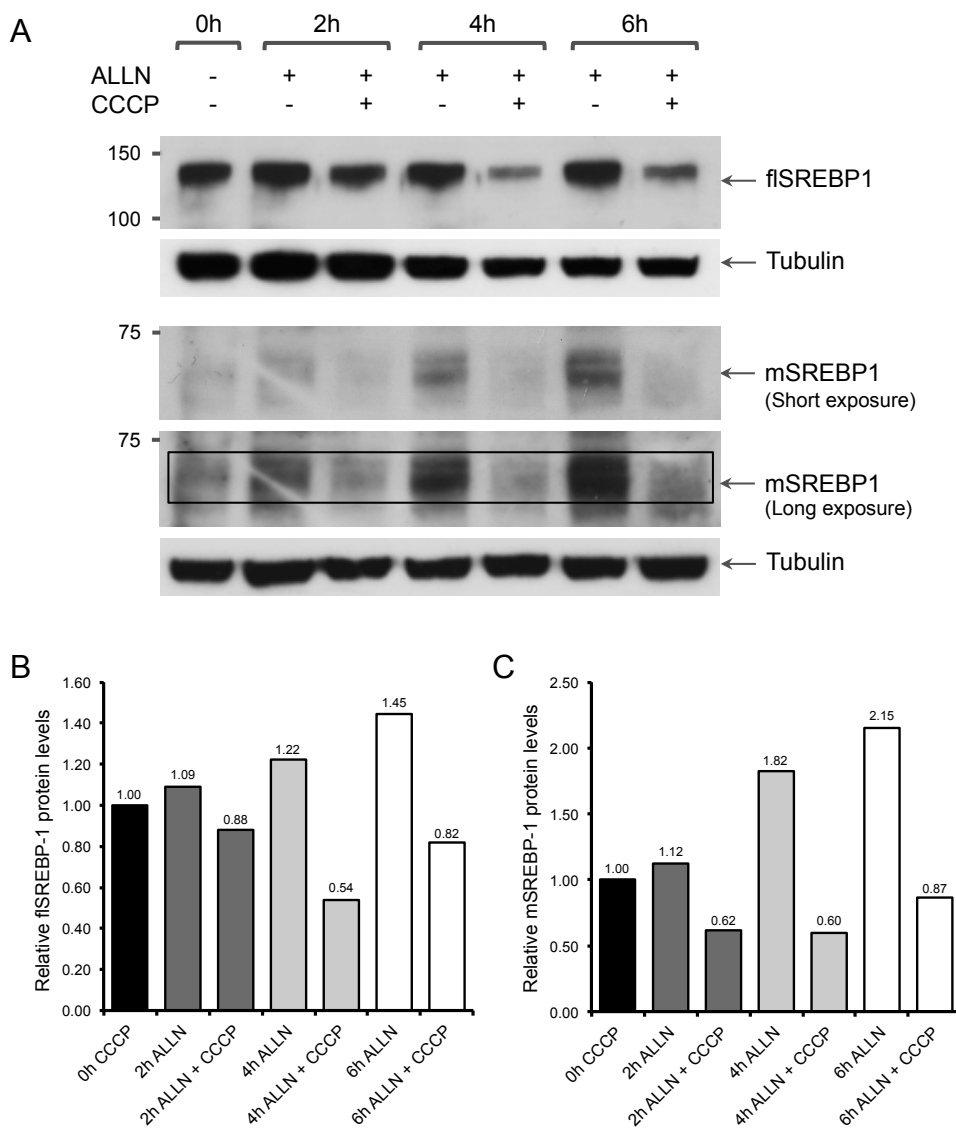 A
0h 2h 4h 6h
ALLN - + + + + + +
CCCP - - + - + - +
150
flSREBP1
100
Tubulin
75
mSREBP1
(Short exposure)
75
mSREBP1
(Long exposure)
Tubulin
B
Relative flSREBP-1 protein levels
1.60
1.40
1.20
1.00
0.80
0.60
0.40
0.20
0.00
1.00
1.09
0.88
1.22
0.54
1.45
0.82
0h CCCP
2h ALLN
2h ALLN + CCCP
4h ALLN
4h ALLN + CCCP
6h ALLN
6h ALLN + CCCP
C
Relative mSREBP-1 protein levels
2.50
2.00
1.50
1.00
0.50
0.00
1.00
1.12
0.62
1.82
0.60
2.15
0.87
0h CCCP
2h ALLN
2h ALLN + CCCP
4h ALLN
4h ALLN + CCCP
6h ALLN
6h ALLN + CCCP